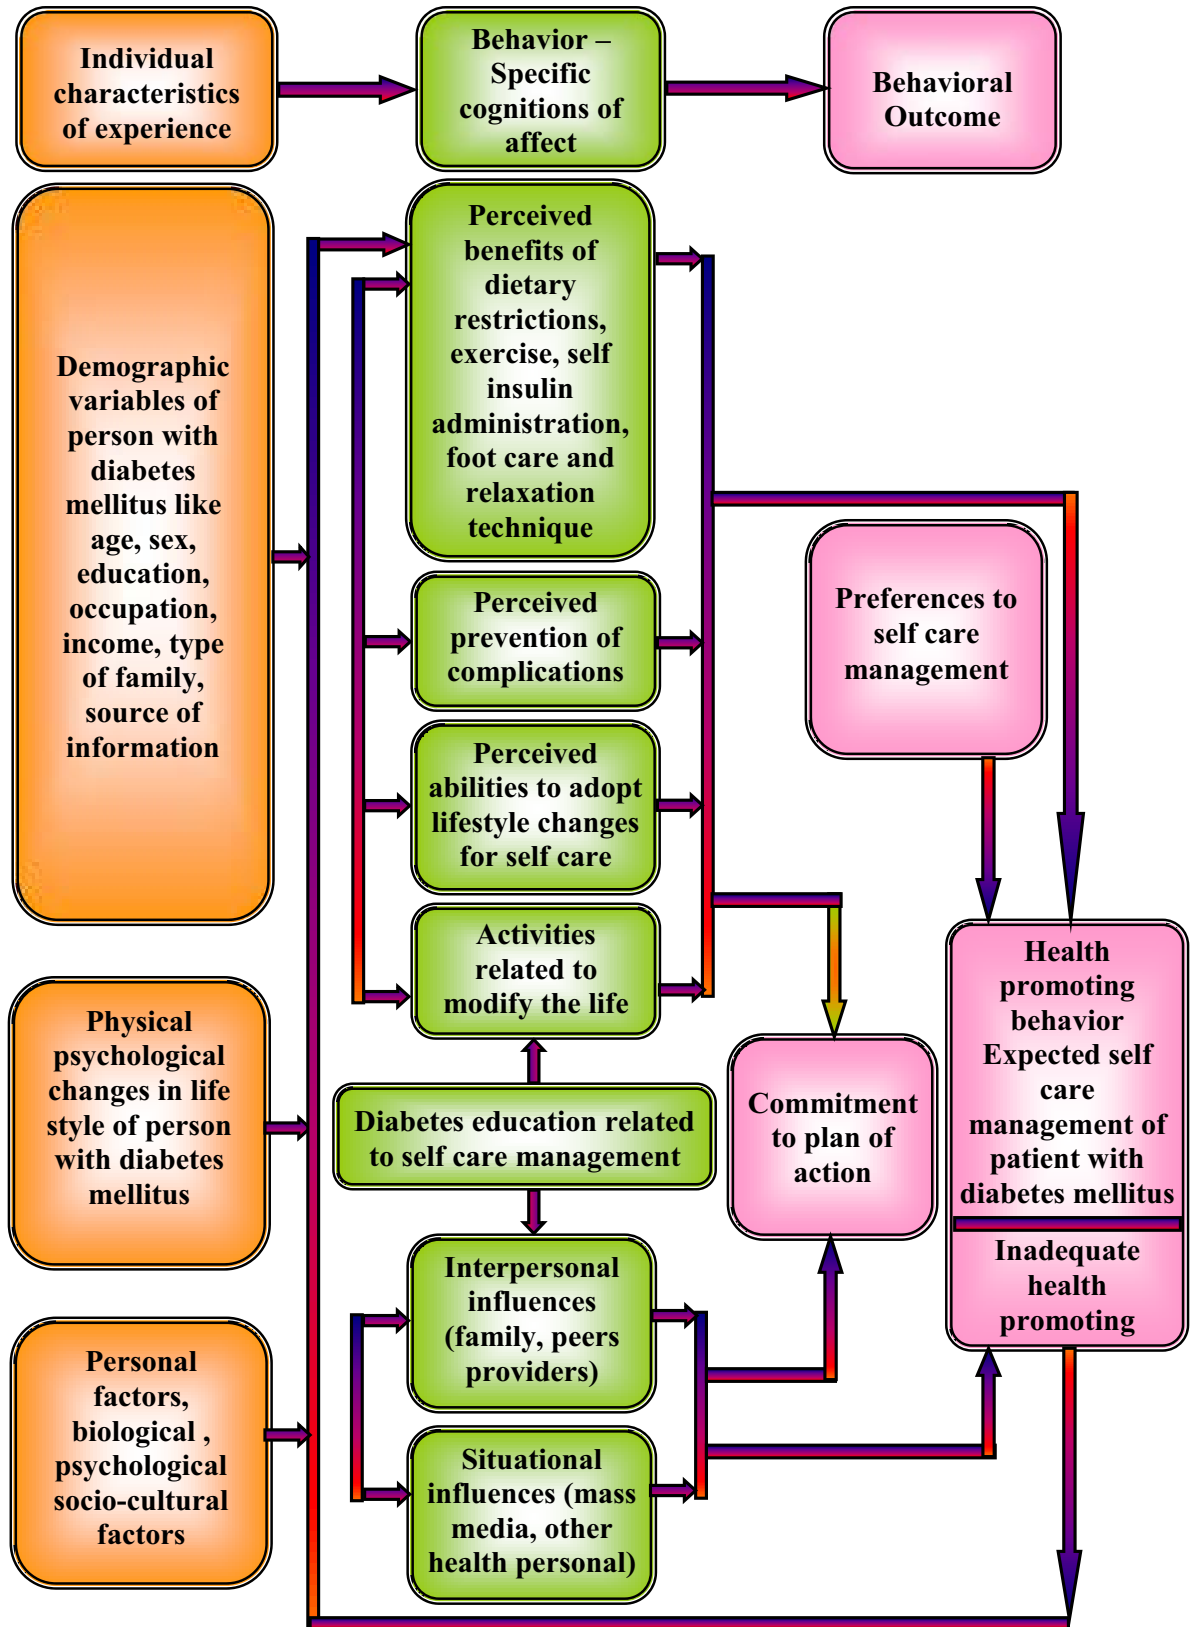 Individual
characteristics
of experience
Behavior –
Specific
cognitions of
affect
Behavioral
Outcome
Demographic
variables of
person with
diabetes
mellitus like
age, sex,
education,
occupation,
income, type
of family,
source of
information
Physical
psychological
changes in life
style of person
with diabetes
mellitus
Personal
factors,
biological ,
psychological
socio-cultural
factors
Perceived
benefits of
dietary
restrictions,
exercise, self
insulin
administration,
foot care and
relaxation
technique
Perceived
prevention of
complications
Perceived
abilities to adopt
lifestyle changes
for self care
Activities
related to
modify the life
Diabetes education related
to self care management
Interpersonal
influences
(family, peers
providers)
Situational
influences (mass
media, other
health personal)
Preferences to
self care
management
Commitment
to plan of
action
Health
promoting
behavior
Expected self
care
management of
patient with
diabetes mellitus
Inadequate
health
promoting